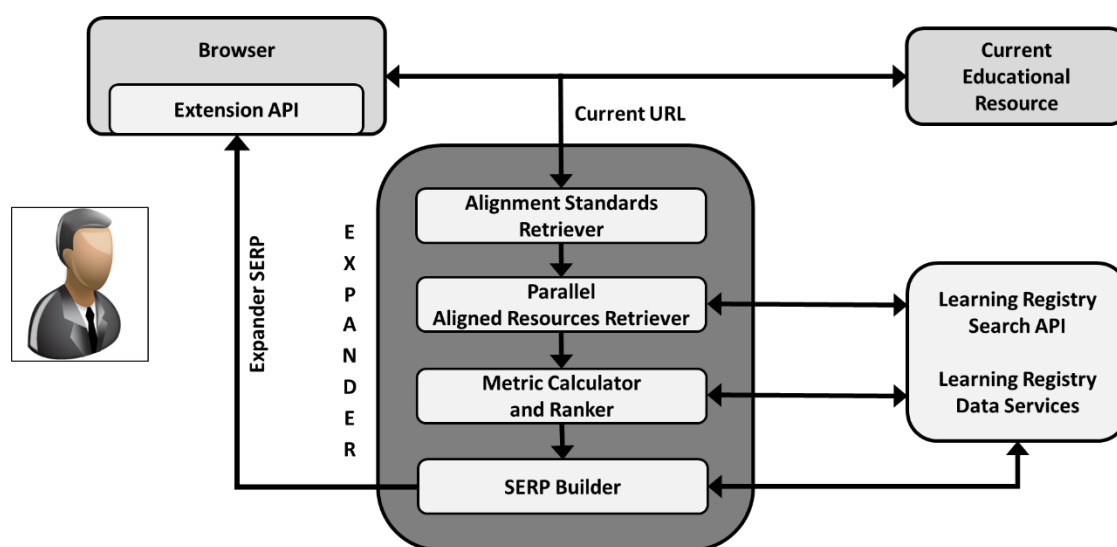 Browser
Extension API
Current
Educational
Resource
Current URL
Alignment Standards
Retriever
EXPANDER
Expander SERP
Parallel
Aligned Resources Retriever
Learning Registry
Search API
Metric Calculator
and Ranker
Learning Registry
Data Services
SERP Builder